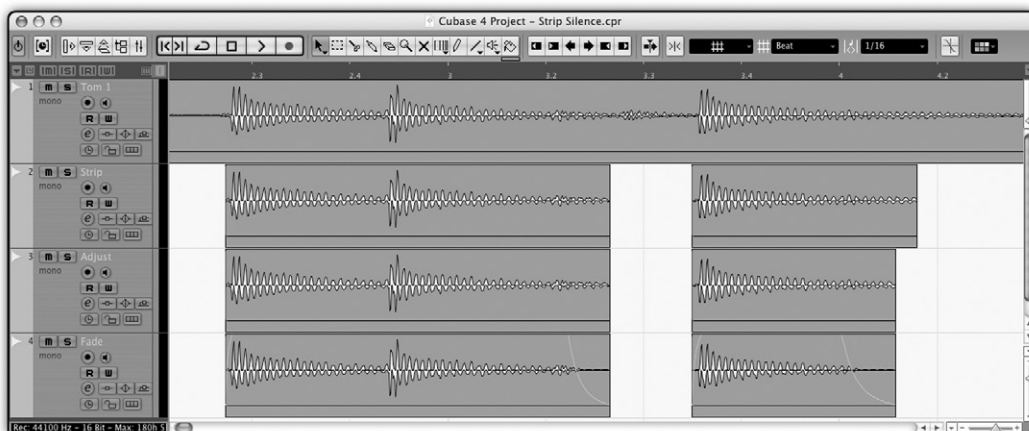 Cubase 4 Project - Strip Silence.cpr
Beat
1/16
M S R W
2.3 2.4 3 3.2 3.3 3.4 4 4.2
1 m S Tom 1
mono
R W
e
2 m S Strip
mono
R W
e
3 m S Adjust
mono
R W
e
4 m S Fade
mono
R W
e
Rec: 44100 Hz - 16 Bit - Max: 180h 5